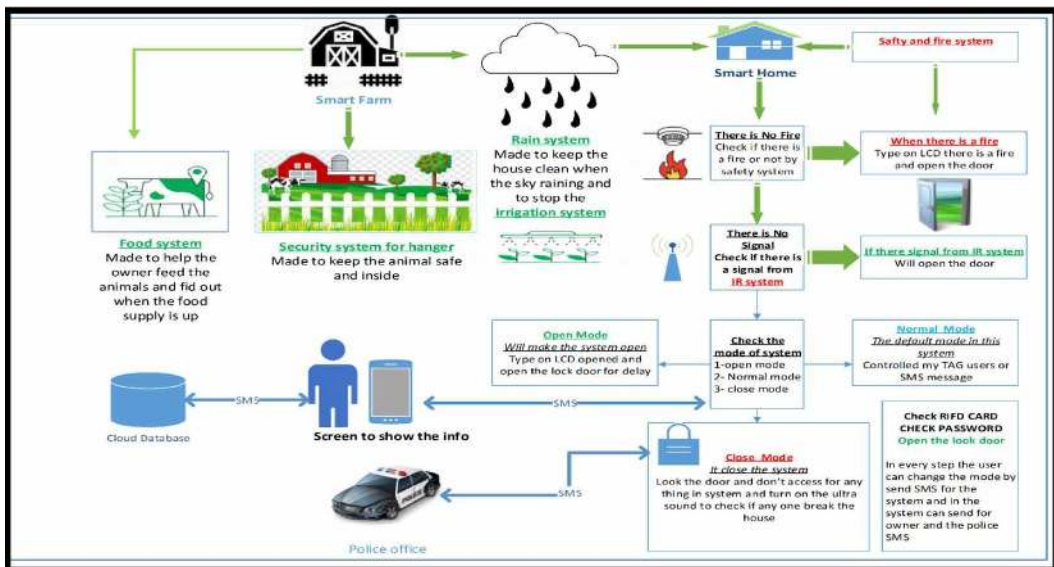 Smart Farm
Smart Home
Safty and fire system
Food system
Made to help the
owner feed the
animals and fid out
when the food
supply is up
Security system for hanger
Made to keep the animal safe
and inside
Rain system
Made to keep the
house clean when
the sky raining and
to stop the
irrigation system
There is No Fire
Check if there is
a fire or not by
safety system
When there is a fire
Type on LCD there is a fire
and open the door
There is No
Signal
Check if there is
a signal from
IR system
If there signal from IR system
Will open the door
Open Mode
Will make the system open
Type on LCD opened and
open the lock door for delay
Check the
mode of system
1-open mode
2- Normal mode
3- close mode
Normal Mode
The default mode in this
system
Controlled my TAG users or
SMS message
Cloud Database
SMS
Screen to show the info
SMS
POLICE
Police office
SMS
Close Mode
It close the system
Look the door and don't access for any
thing in system and turn on the ultra
sound to check if any one break the
house
Check RIFD CARD
CHECK PASSWORD
Open the lock door
In every step the user
can change the mode by
send SMS for the
system and in the
system can send for
owner and the police
SMS